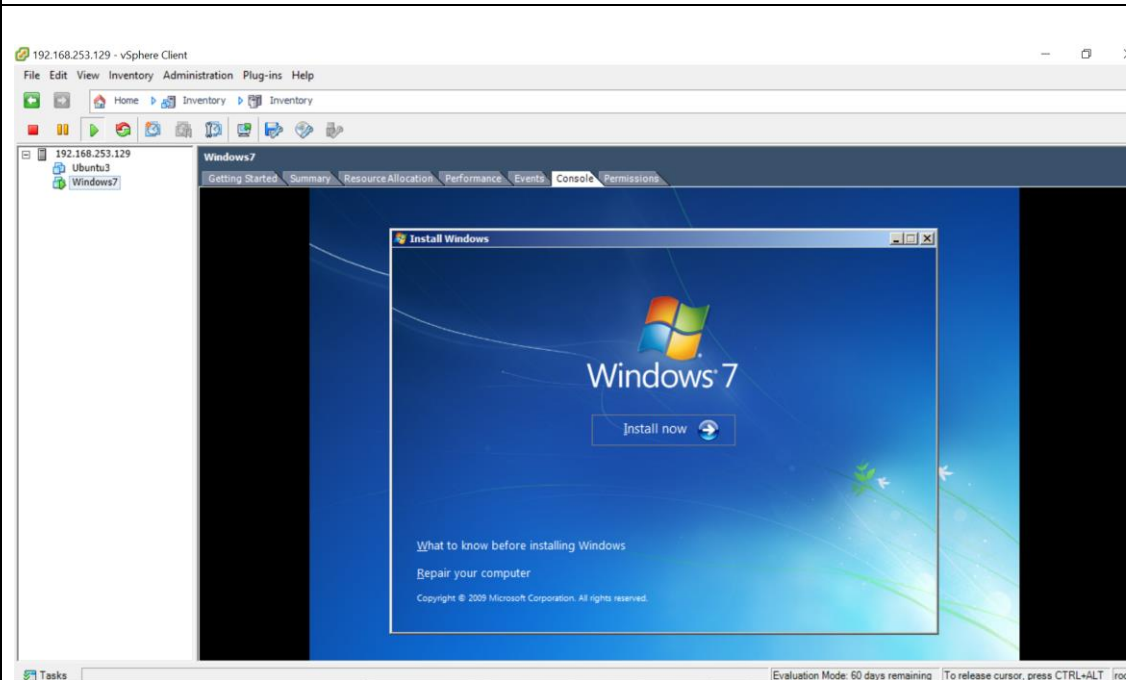 192.168.253.129 - vSphere Client
File Edit View Inventory Administration Plug-ins Help
Home Inventory Inventory
192.168.253.129
Ubuntu3
Windows7
Windows7
Getting Started Summary Resource Allocation Performance Events Console Permissions
Install Windows
Windows 7
Install now
What to know before installing Windows
Repair your computer
Copyright © 2009 Microsoft Corporation. All rights reserved.
Tasks Evaluation Mode: 60 days remaining To release cursor, press CTRL+ALT